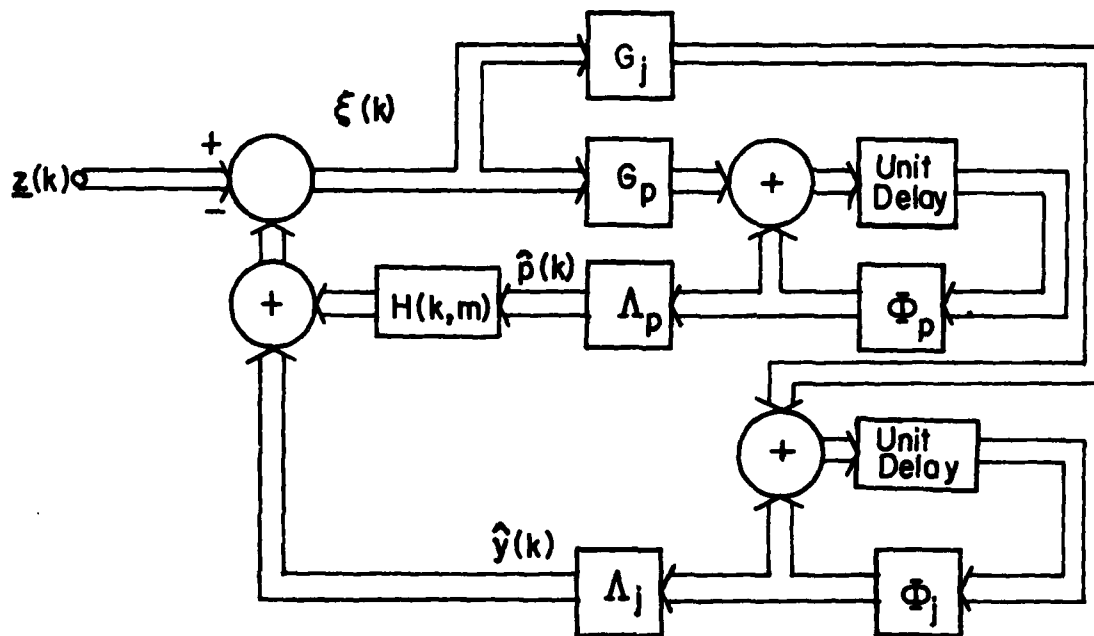 G_j
ξ(k)
+
z(k)
−
G_p
+
Unit
Delay
p̂(k)
+
H(k,m)
Λ_p
Φ_p
+
Unit
Delay
ŷ(k)
Λ_j
Φ_j